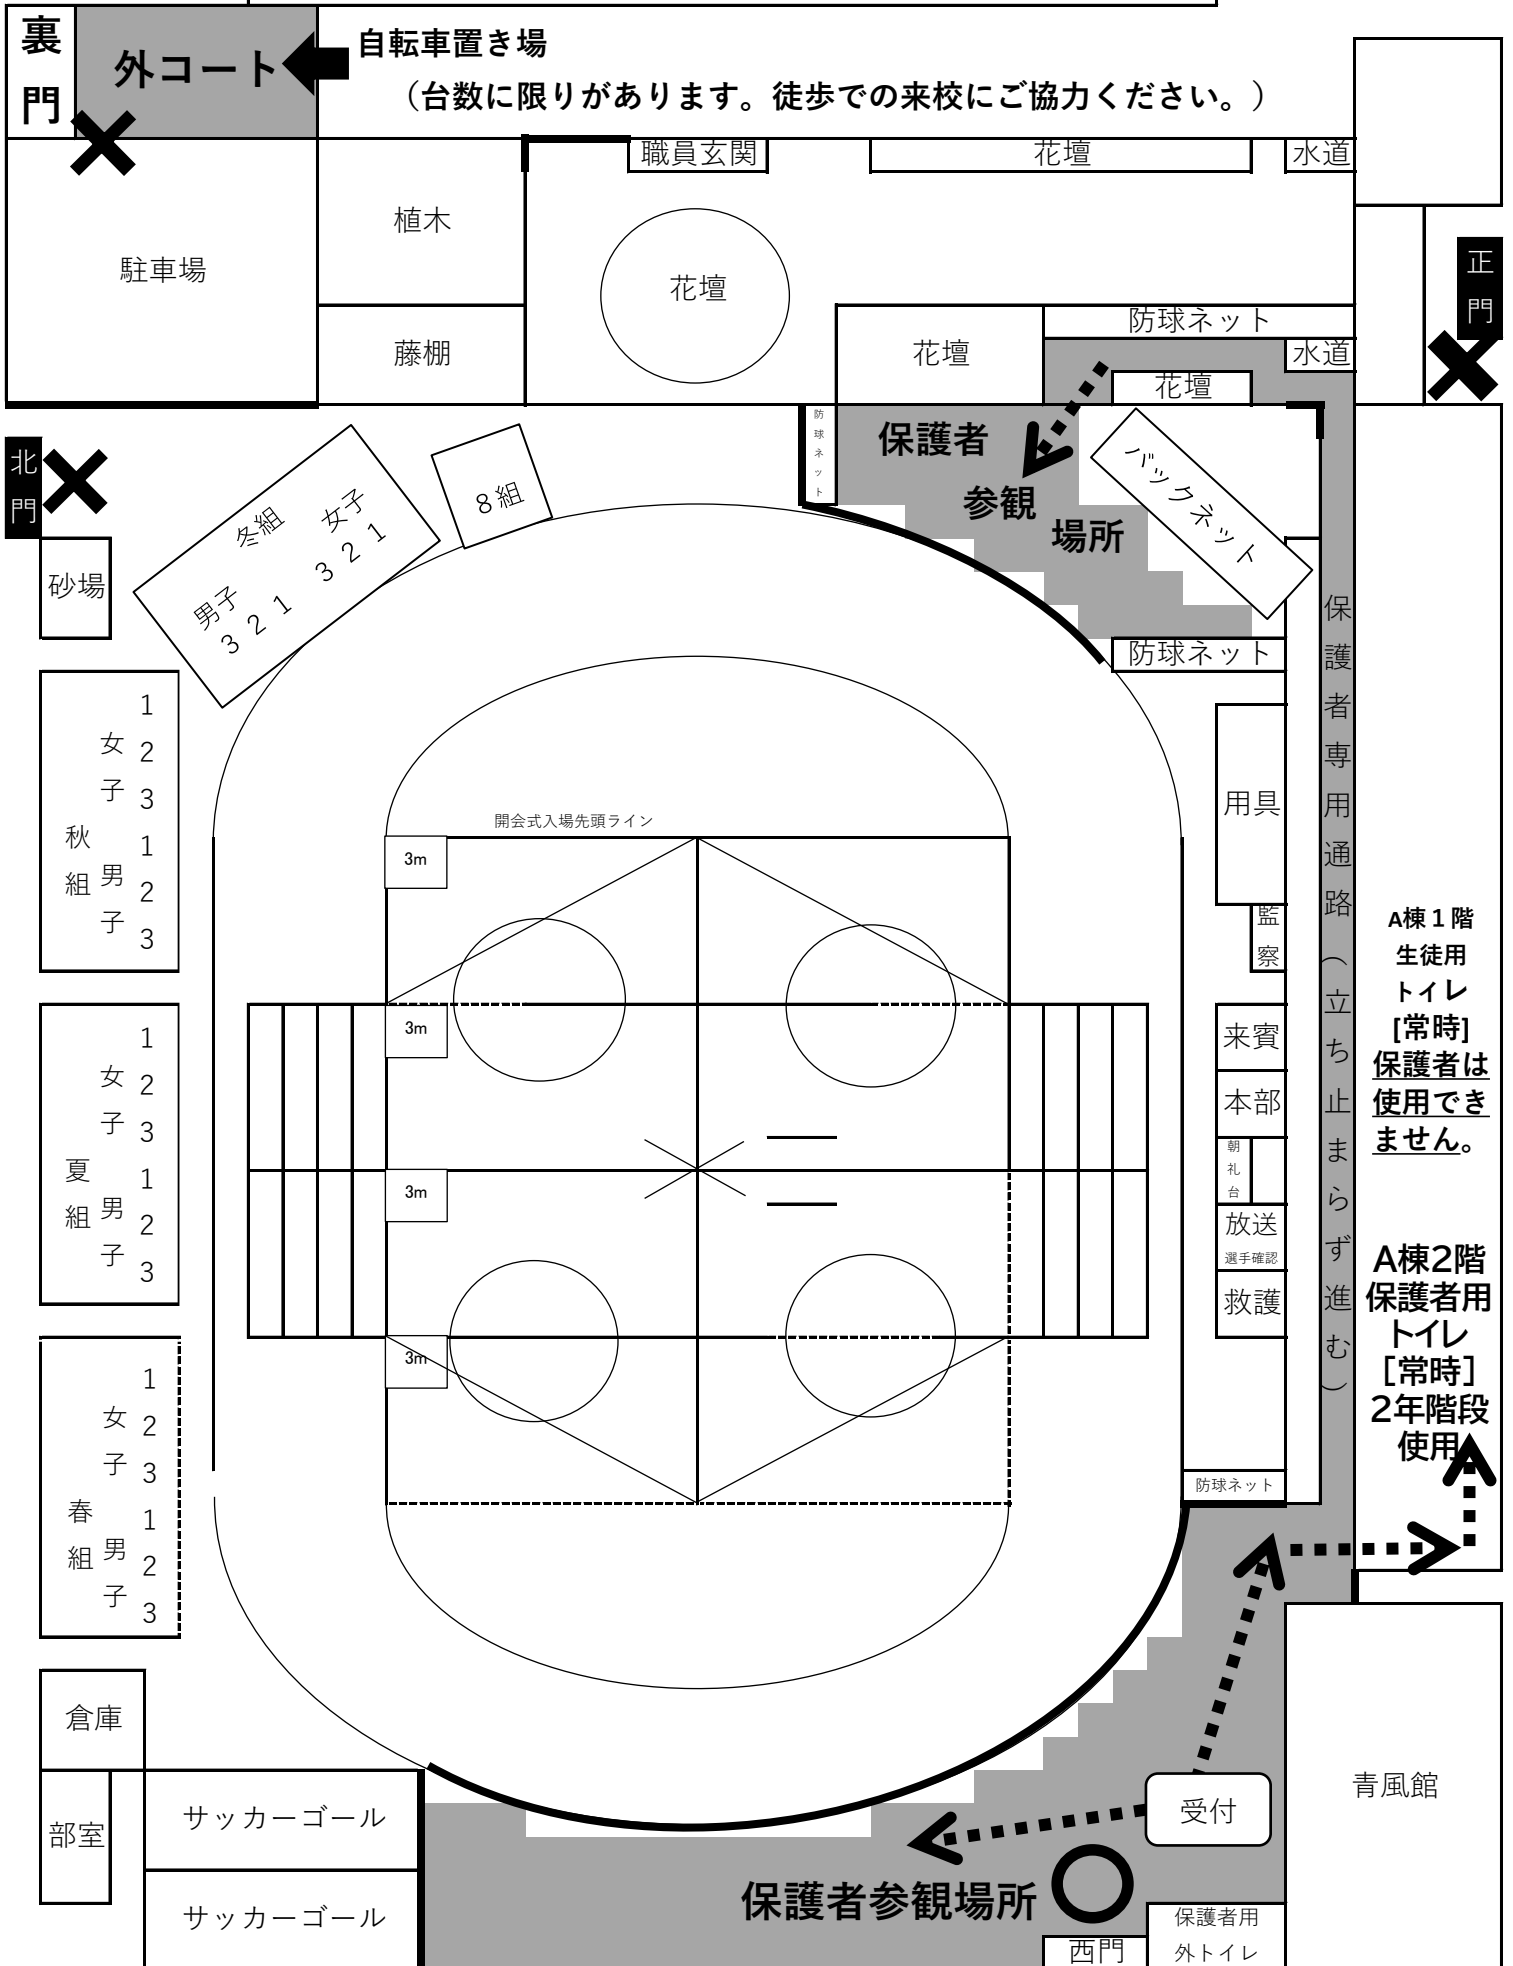 裏門
外コート
自転車置き場
（台数に限りがあります。徒歩での来校にご協力ください。）
職員玄関
花壇
水道
植木
駐車場
花壇
正門
防球ネット
藤棚
花壇
水道
花壇
防球ネット
保護者
参観
場所
バックネット
北門
8組
冬組
女子
3 2 1
男子
3 2 1
砂場
防球ネット
保護者専用通路（立ち止まらず進む）
秋組
女子
1
2
3
男子
1
2
3
用具
開会式入場先頭ライン
3m
監察
A棟１階
生徒用
トイレ
[常時]
保護者は
使用でき
ません。
夏組
女子
1
2
3
男子
1
2
3
3m
来賓
本部
朝礼台
3m
放送
選手確認
救護
A棟2階
保護者用
トイレ
［常時］
2年階段
使用
3m
春組
女子
1
2
3
男子
1
2
3
防球ネット
倉庫
部室
サッカーゴール
サッカーゴール
受付
青風館
保護者参観場所
西門
保護者用
外トイレ